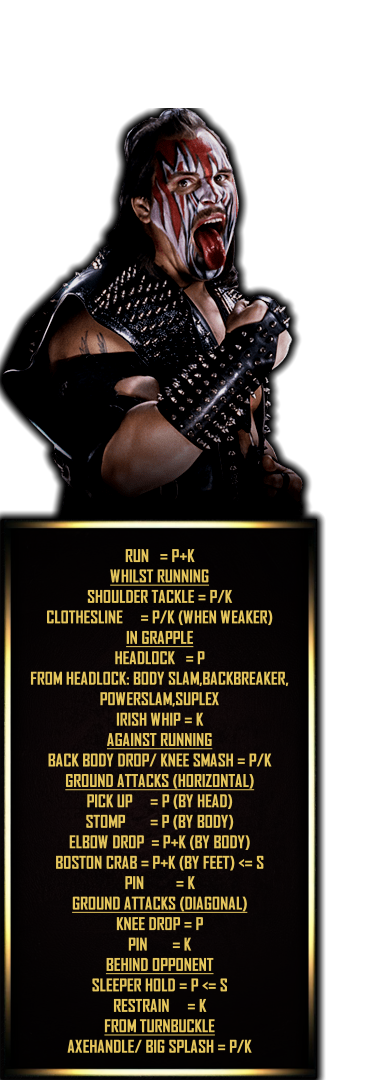 RUN = P+K
WHILST RUNNING
SHOULDER TACKLE = P/K
CLOTHESLINE = P/K (WHEN WEAKER)
IN GRAPPLE
HEADLOCK = P
FROM HEADLOCK: BODY SLAM,BACKBREAKER,
POWERSLAM,SUPLEX
IRISH WHIP = K
AGAINST RUNNING
BACK BODY DROP/ KNEE SMASH = P/K
GROUND ATTACKS (HORIZONTAL)
PICK UP = P (BY HEAD)
STOMP = P (BY BODY)
ELBOW DROP = P+K (BY BODY)
BOSTON CRAB = P+K (BY FEET) <= S
PIN = K
GROUND ATTACKS (DIAGONAL)
KNEE DROP = P
PIN = K
BEHIND OPPONENT
SLEEPER HOLD = P <= S
RESTRAIN = K
FROM TURNBUCKLE
AXEHANDLE/ BIG SPLASH = P/K